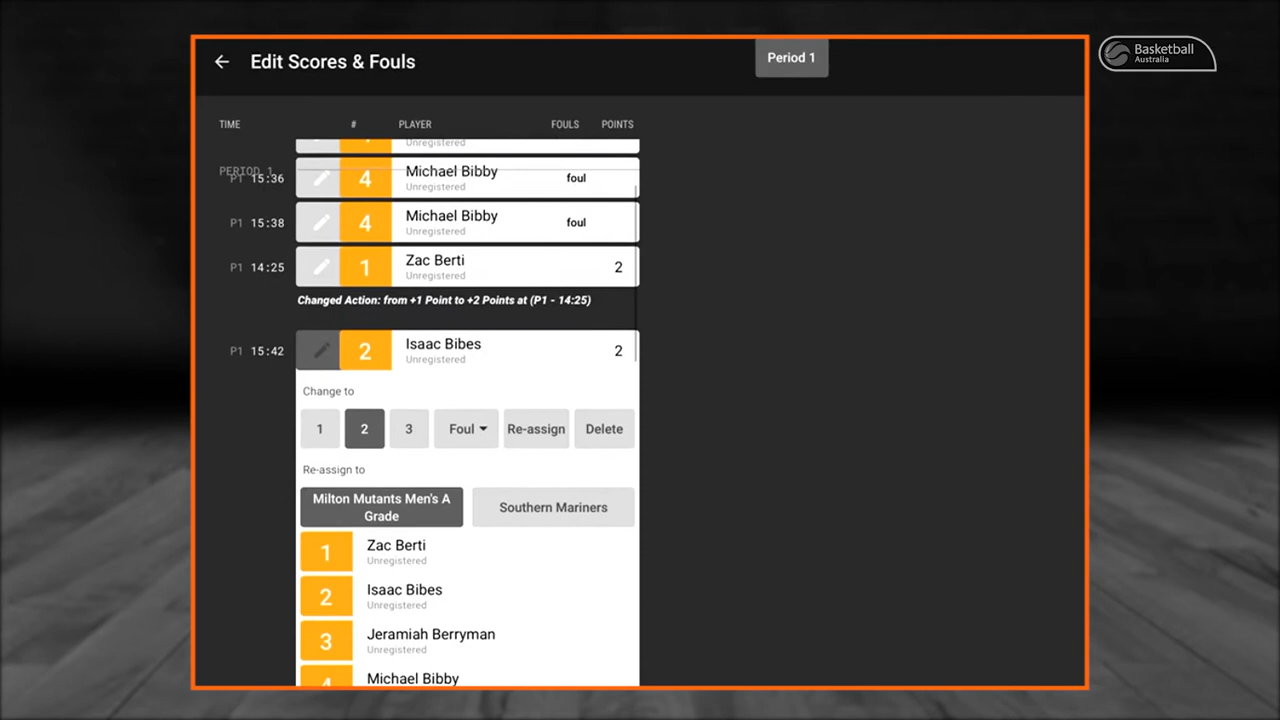 Edit Scores & Fouls
Period 1
Basketball
Australia
TIME # PLAYER FOULS POINTS
Unregistered
PERIOD 1
P1 15:36 4 Michael Bibby foul
Unregistered
P1 15:38 4 Michael Bibby foul
Unregistered
P1 14:25 1 Zac Berti 2
Unregistered
Changed Action: from +1 Point to +2 Points at (P1 - 14:25)
P1 15:42 2 Isaac Bibes 2
Unregistered
Change to
1 2 3 Foul Re-assign Delete
Re-assign to
Milton Mutants Men's A
Grade
Southern Mariners
1 Zac Berti
Unregistered
2 Isaac Bibes
Unregistered
3 Jeramiah Berryman
Unregistered
4 Michael Bibby